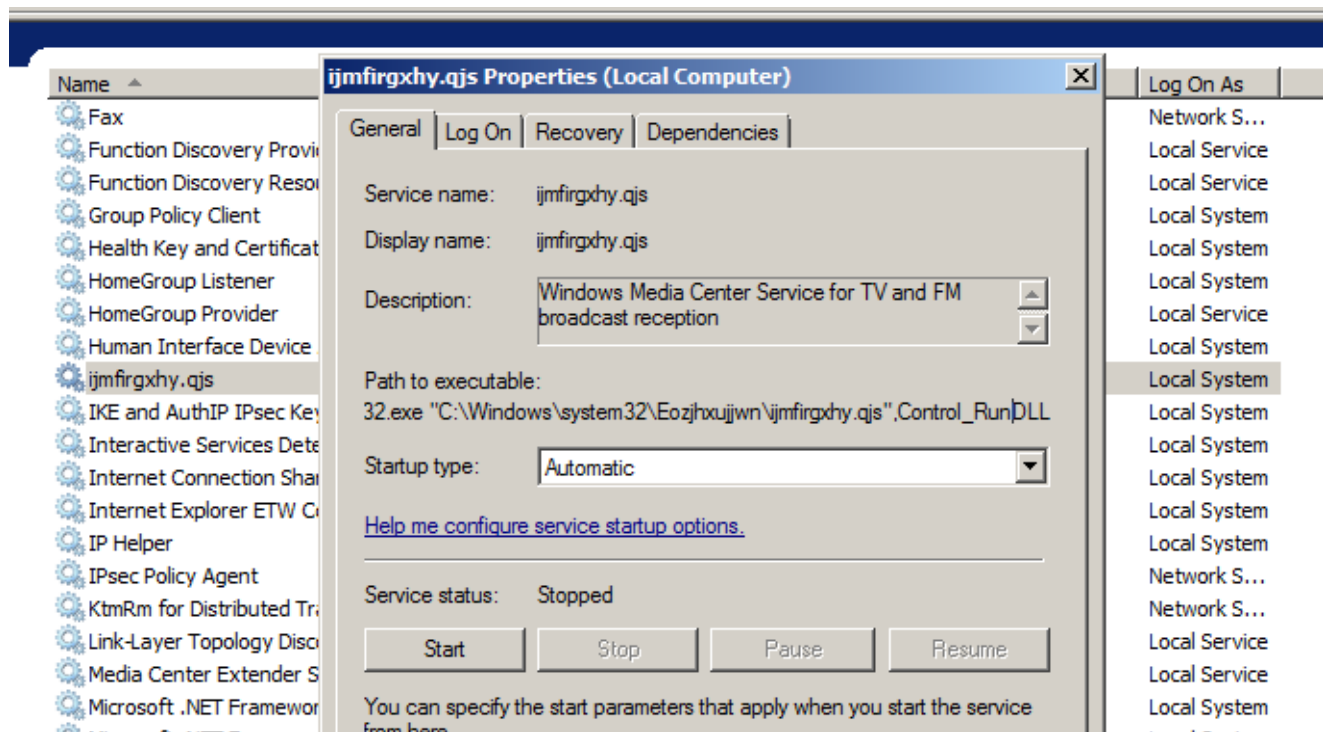 Name
Log On As
Fax
Network S...
Function Discovery Provi
Local Service
Function Discovery Resou
Local Service
Group Policy Client
Local System
Health Key and Certificat
Local System
HomeGroup Listener
Local System
HomeGroup Provider
Local Service
Human Interface Device
Local System
ijmfirgxhy.qjs
Local System
IKE and AuthIP IPsec Key
Local System
Interactive Services Dete
Local System
Internet Connection Shar
Local System
Internet Explorer ETW C
Local System
IP Helper
Local System
IPsec Policy Agent
Network S...
KtmRm for Distributed Tra
Network S...
Link-Layer Topology Disco
Local Service
Media Center Extender S
Local Service
Microsoft .NET Framewor
Local System
ijmfirgxhy.qjs Properties (Local Computer)
General Log On Recovery Dependencies
Service name: ijmfirgxhy.qjs
Display name: ijmfirgxhy.qjs
Description: Windows Media Center Service for TV and FM
broadcast reception
Path to executable:
32.exe "C:\Windows\system32\Eozjhxujjwn\ijmfirgxhy.qjs",Control_RunDLL
Startup type: Automatic
Help me configure service startup options.
Service status: Stopped
Start Stop Pause Resume
You can specify the start parameters that apply when you start the service
from here.